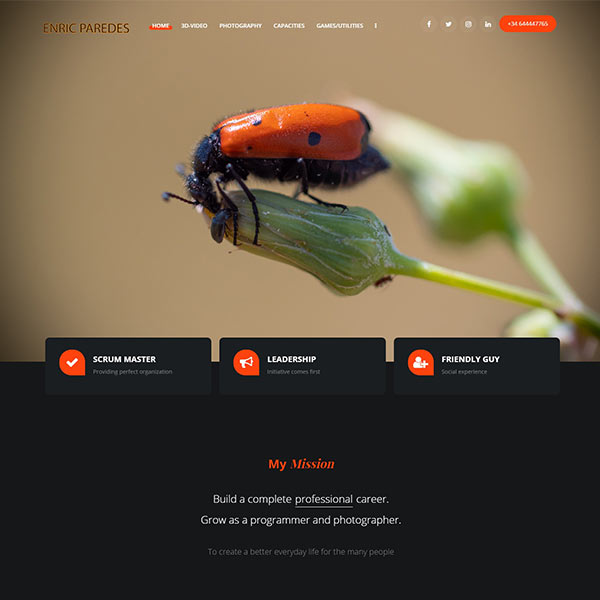 ENRIC PAREDES
HOME 3D-VIDEO PHOTOGRAPHY CAPACITIES GAMES/UTILITIES
+34 644447765
SCRUM MASTER
Providing perfect organization
LEADERSHIP
Initiative comes first
FRIENDLY GUY
Social experience
My Mission
Build a complete professional career.
Grow as a programmer and photographer.
To create a better everyday life for the many people